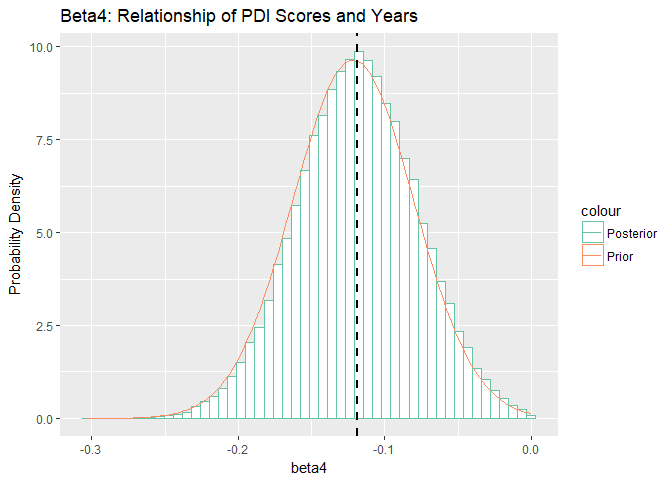 Beta4: Relationship of PDI Scores and Years
10.0
7.5
5.0
2.5
0.0
Probability Density
-0.3
-0.2
-0.1
0.0
beta4
colour
Posterior
Prior